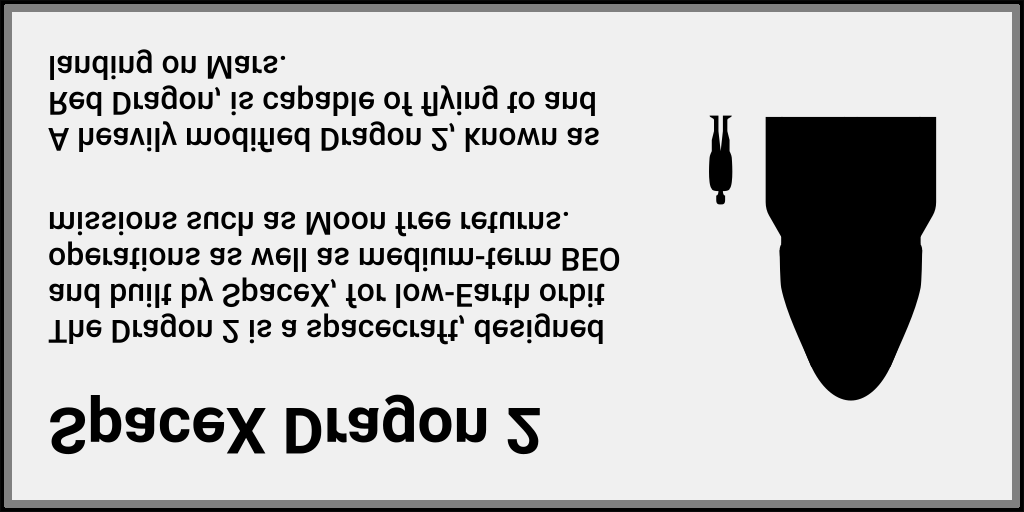 SpaceX Dragon 2
The Dragon 2 is a spacecraft, designed
and built by SpaceX, for low-Earth orbit
operations as well as medium-term BEO
missions such as Moon free returns.
A heavily modified Dragon 2, known as
Red Dragon, is capable of flying to and
landing on Mars.